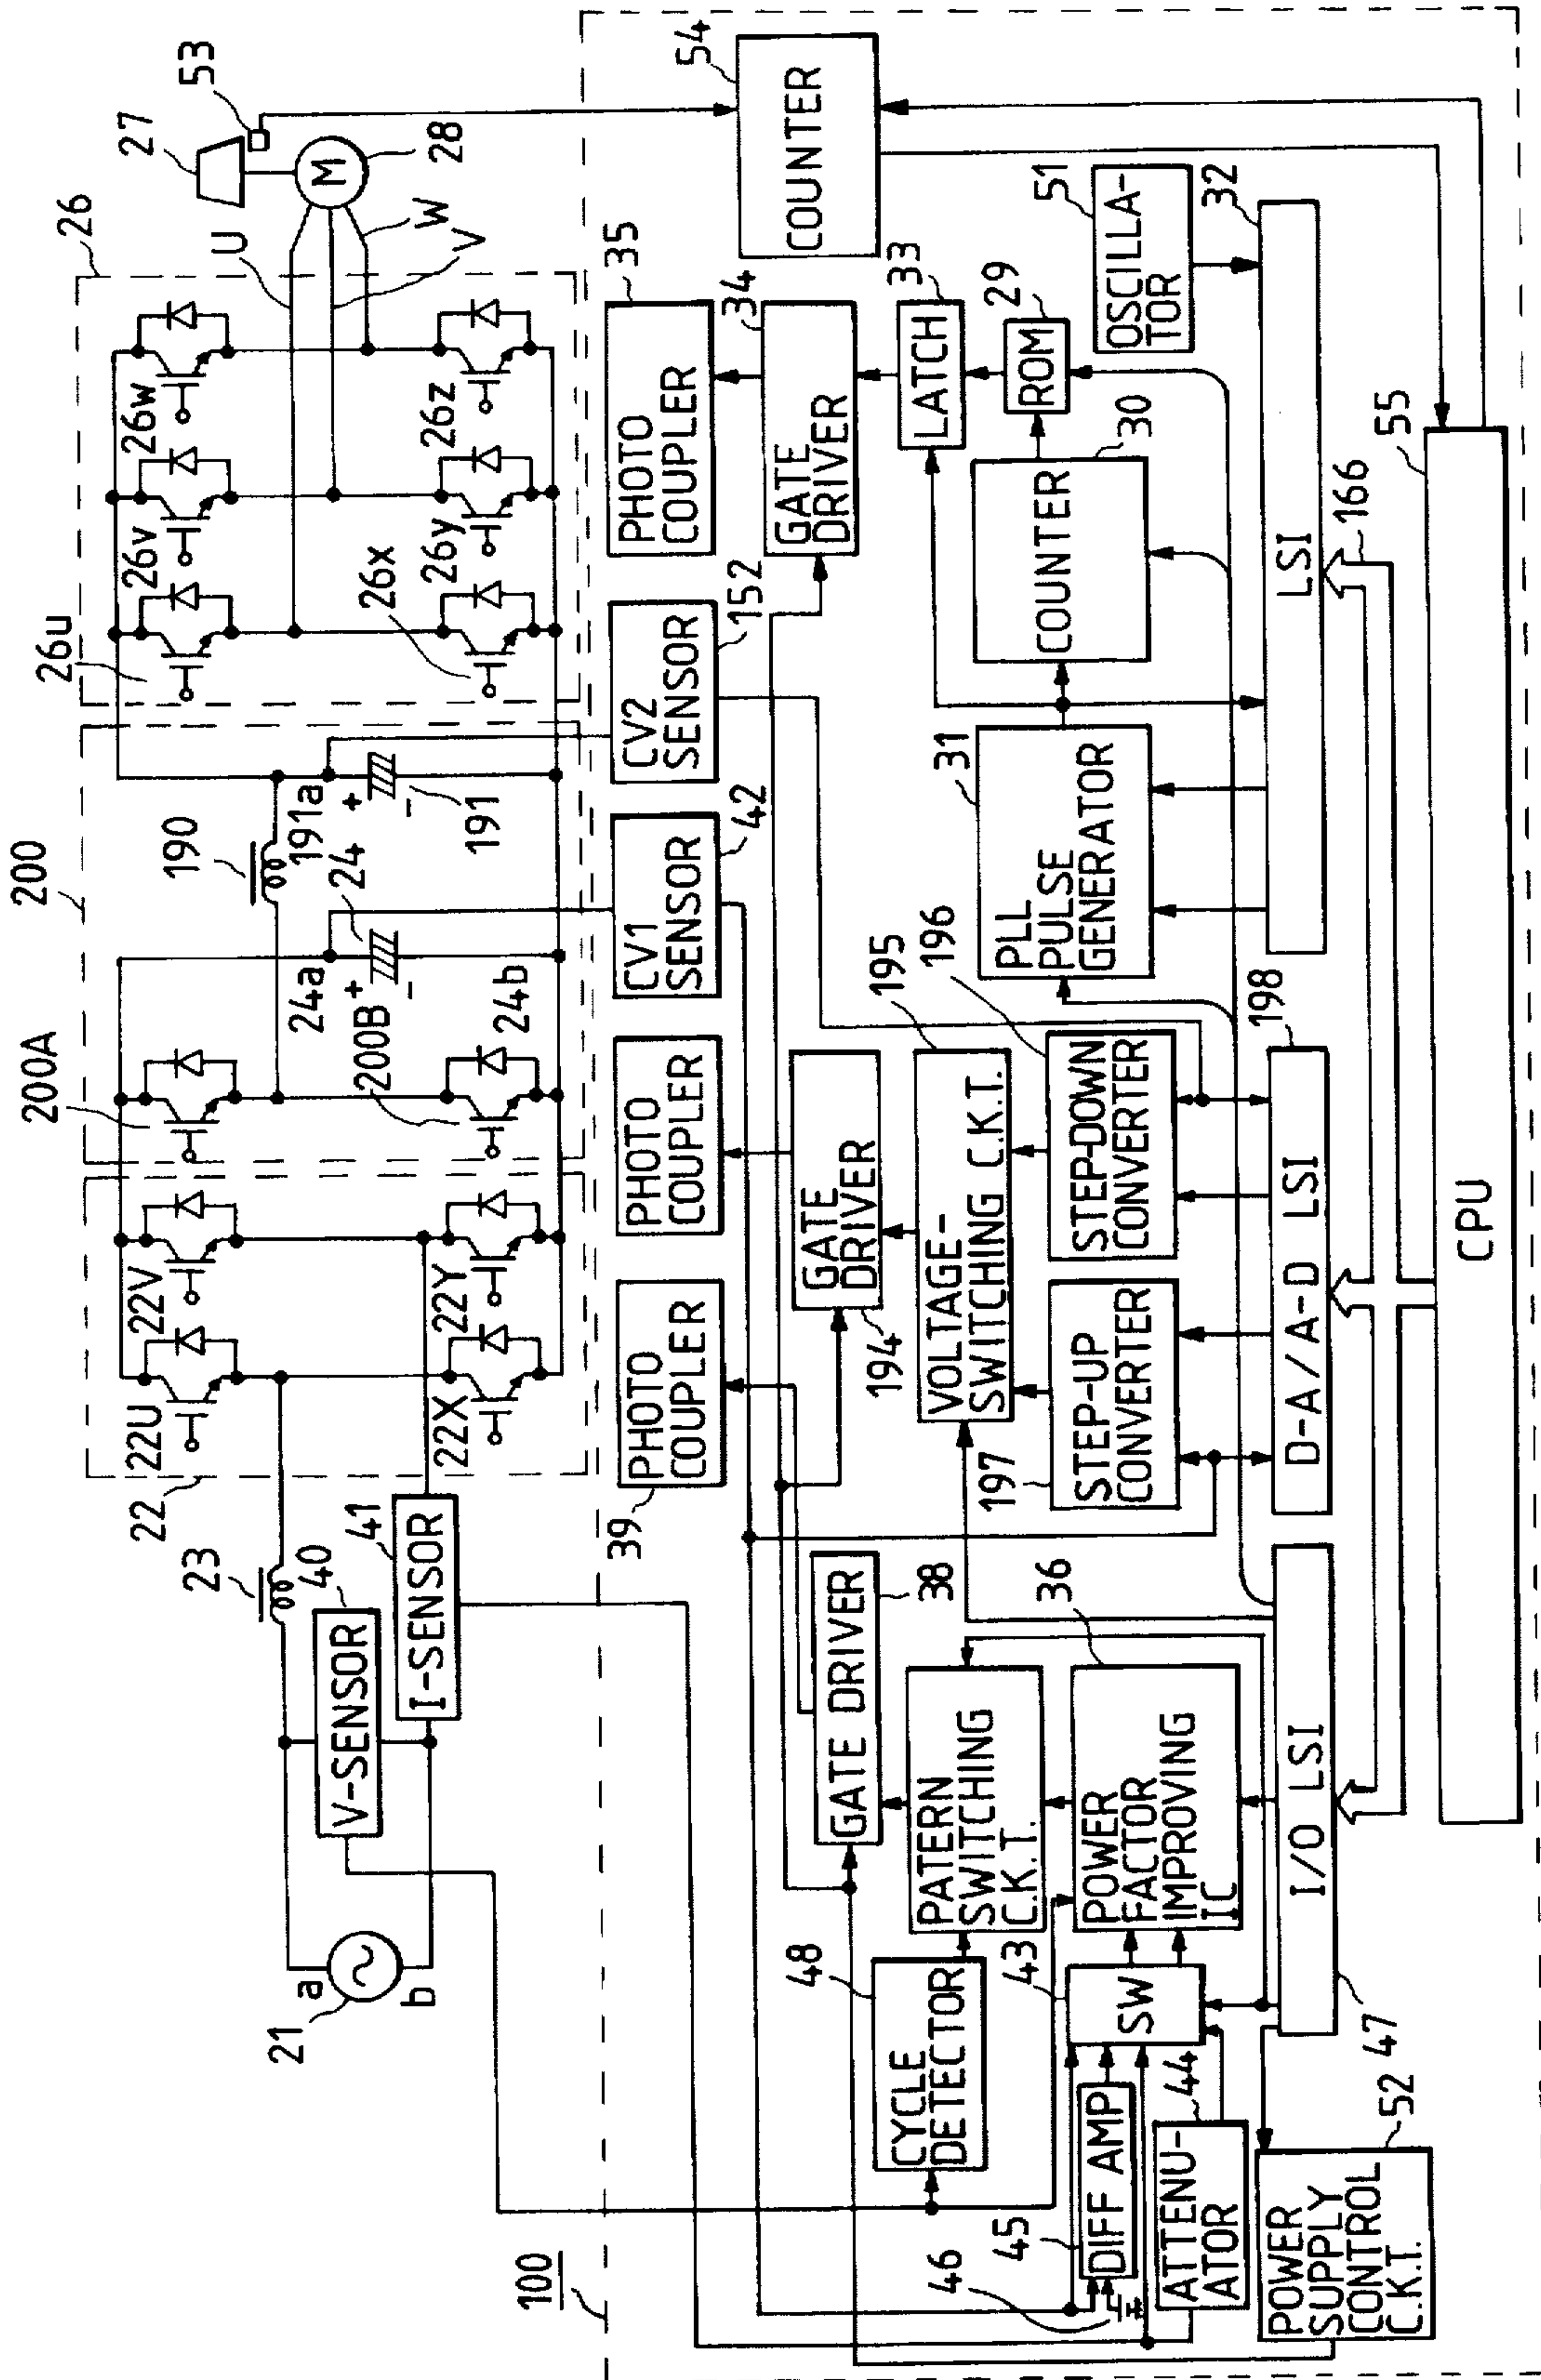 200
200A
190
26
27
53
22U
22V
200B
24a
24
191a
26u
26v
26w
U
22
22X
22Y
24b
+
-
191
+
-
26x
26y
26z
W
V
M
28
23
40
V-SENSOR
41
I-SENSOR
a
b
21
100
39
PHOTO
COUPLER
PHOTO
COUPLER
CV1
SENSOR
42
CV2
SENSOR
152
PHOTO
COUPLER
35
54
COUNTER
GATE DRIVER
38
GATE
DRIVER
194
GATE
DRIVER
34
48
CYCLE
DETECTOR
PATERN
SWITCHING
C.K.T.
VOLTAGE-
SWITCHING C.K.T.
195
31
PLL
PULSE
GENERATOR
COUNTER
30
LATCH
33
ROM
29
OSCILLA-
TOR
51
43
SW
36
POWER
FACTOR
IMPROVING
IC
197
STEP-UP
CONVERTER
STEP-DOWN
CONVERTER
196
46
45
DIFF AMP
ATTENU-
ATOR
44
POWER
SUPPLY
CONTROL
C.K.T.
52
47
I/O LSI
D-A/A-D LSI
198
LSI
32
166
CPU
55